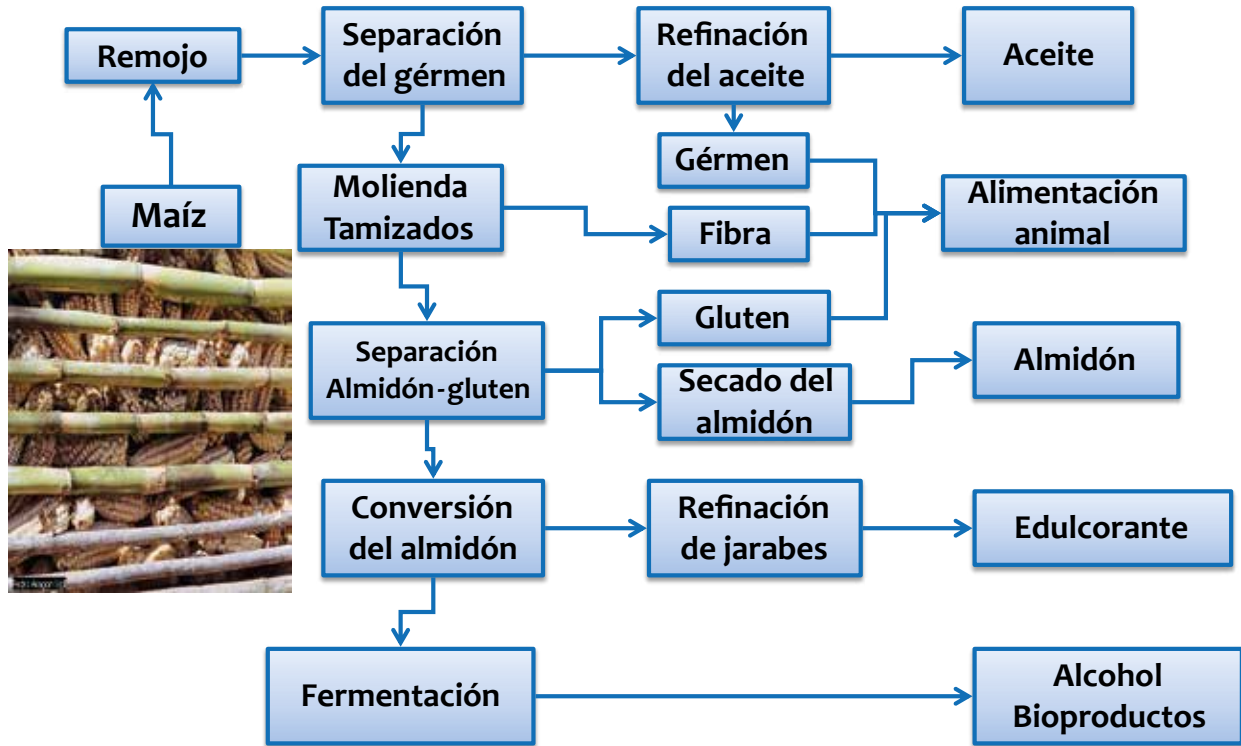 Remojo
Separación
del gérmen
Refinación
del aceite
Aceite
Maíz
Molienda
Tamizados
Gérmen
Fibra
Alimentación
animal
Separación
Almidón-gluten
Gluten
Secado del
almidón
Almidón
Conversión
del almidón
Refinación
de jarabes
Edulcorante
Fermentación
Alcohol
Bioproductos